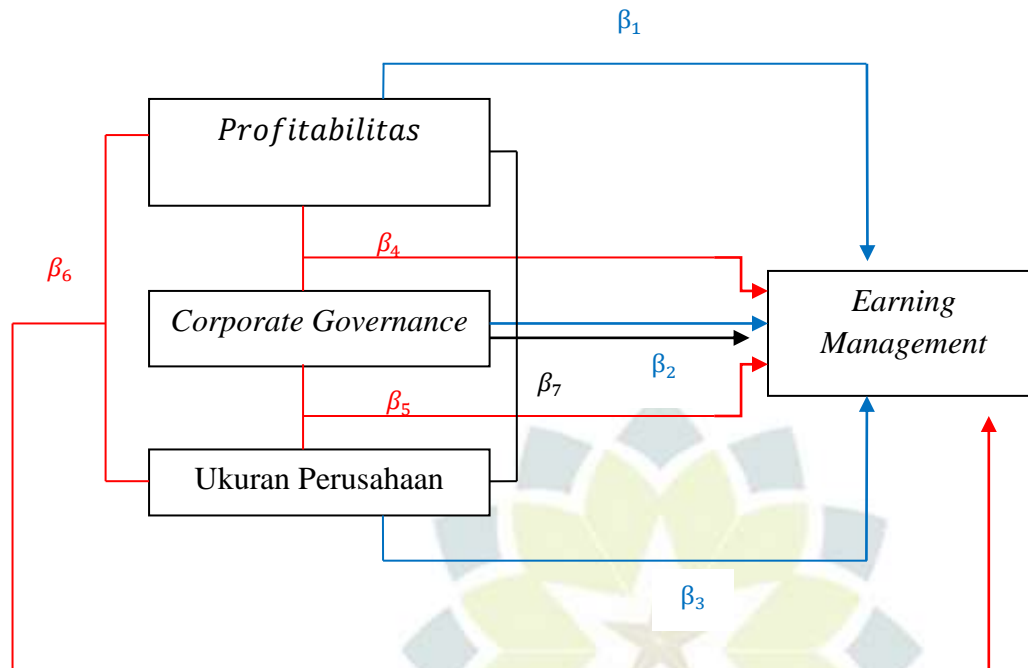 β₁
Profitabilitas
β₄
β₆
Corporate Governance
Earning
Management
β₂
β₇
β₅
Ukuran Perusahaan
β₃